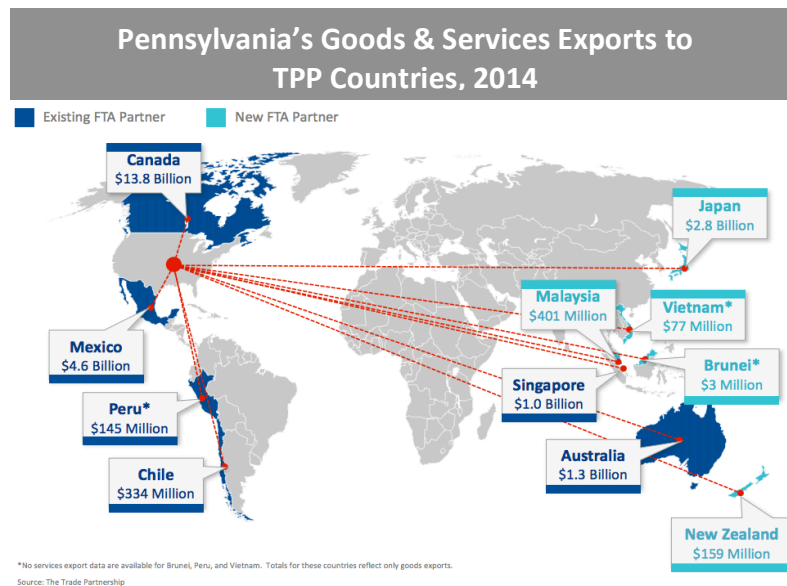 Pennsylvania's Goods & Services Exports to
TPP Countries, 2014
Existing FTA Partner
New FTA Partner
Canada
$13.8 Billion
Japan
$2.8 Billion
Malaysia
$401 Million
Vietnam*
$77 Million
Mexico
$4.6 Billion
Brunei*
$3 Million
Singapore
$1.0 Billion
Peru*
$145 Million
Australia
$1.3 Billion
Chile
$334 Million
New Zealand
$159 Million
*No services export data are available for Brunei, Peru, and Vietnam. Totals for these countries reflect only goods exports.
Source: The Trade Partnership